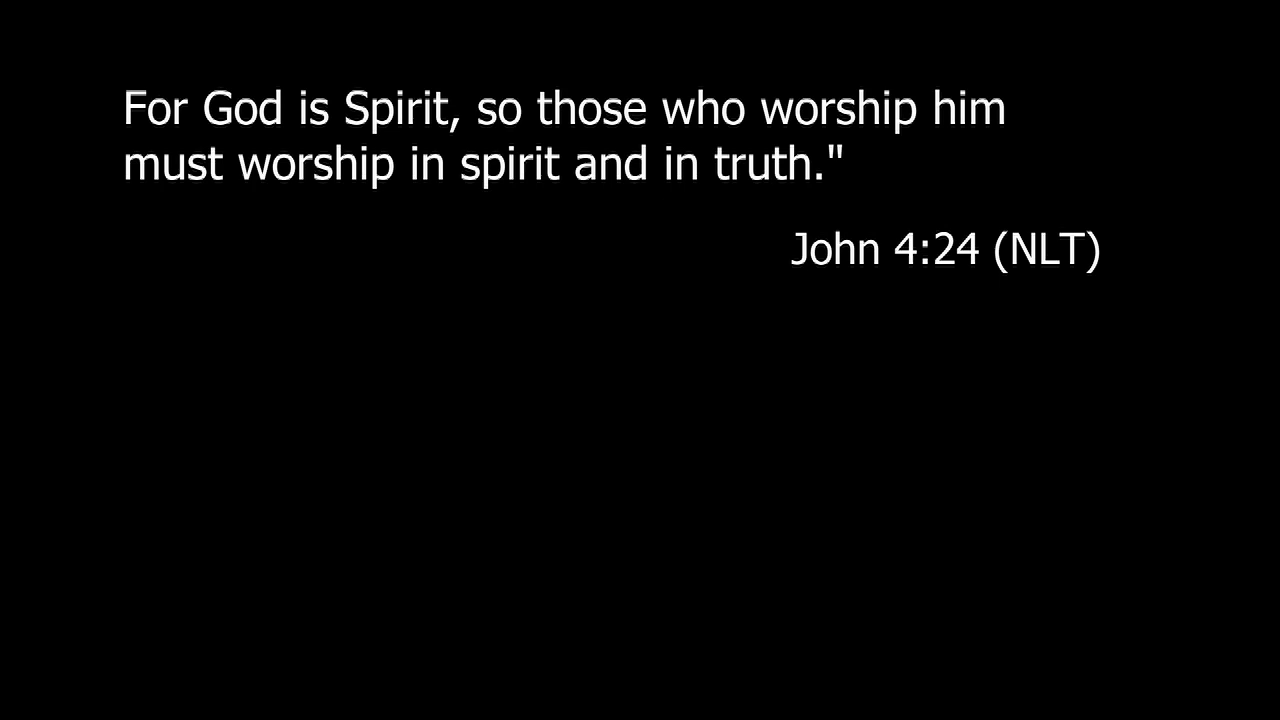 For God is Spirit, so those who worship him
must worship in spirit and in truth."
John 4:24 (NLT)